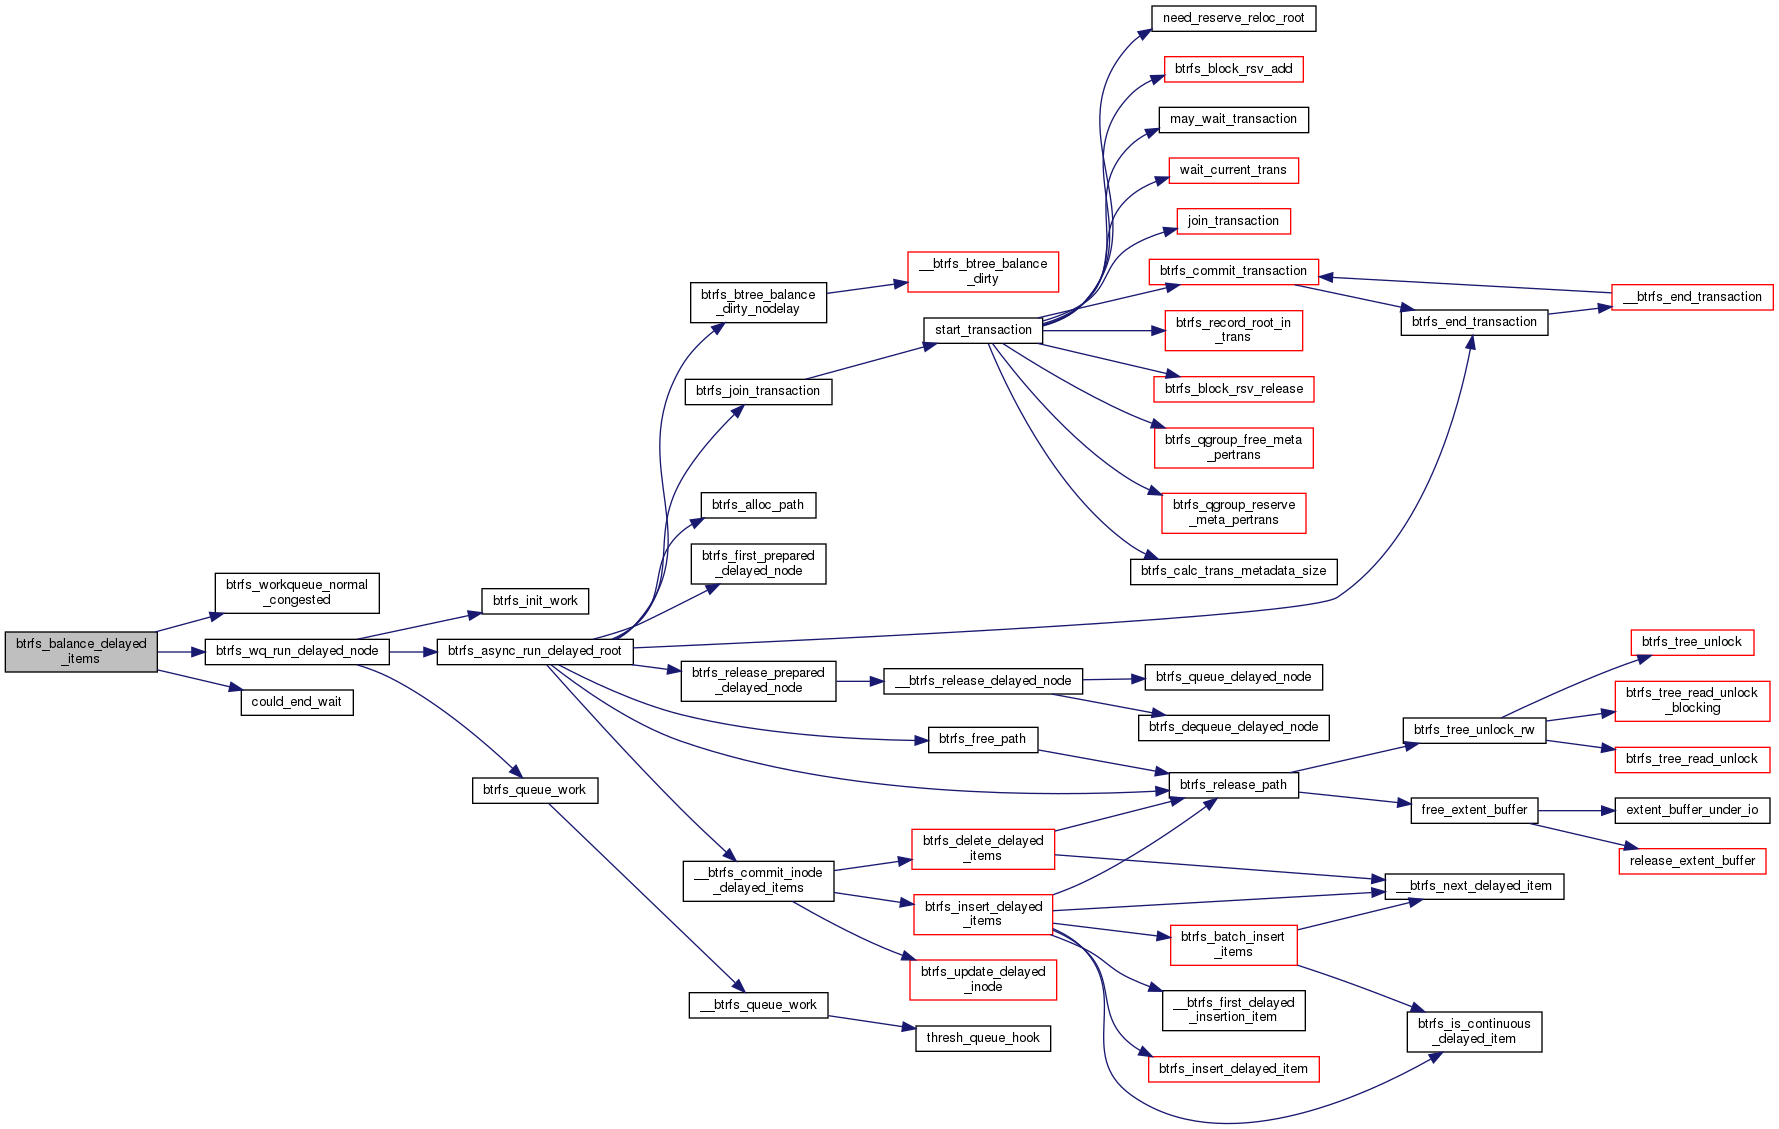 need_reserve_reloc_root
btrfs_block_rsv_add
may_wait_transaction
wait_current_trans
join_transaction
__btrfs_btree_balance
_dirty
btrfs_commit_transaction
btrfs_btree_balance
_dirty_nodelay
__btrfs_end_transaction
start_transaction
btrfs_record_root_in
_trans
btrfs_end_transaction
btrfs_join_transaction
btrfs_block_rsv_release
btrfs_qgroup_free_meta
_pertrans
btrfs_alloc_path
btrfs_qgroup_reserve
_meta_pertrans
btrfs_first_prepared
_delayed_node
btrfs_calc_trans_metadata_size
btrfs_workqueue_normal
_congested
btrfs_init_work
btrfs_balance_delayed
_items
btrfs_wq_run_delayed_node
btrfs_async_run_delayed_root
btrfs_tree_unlock
btrfs_release_prepared
_delayed_node
__btrfs_release_delayed_node
btrfs_queue_delayed_node
btrfs_tree_read_unlock
_blocking
could_end_wait
btrfs_dequeue_delayed_node
btrfs_tree_unlock_rw
btrfs_free_path
btrfs_tree_read_unlock
btrfs_queue_work
btrfs_release_path
free_extent_buffer
extent_buffer_under_io
btrfs_delete_delayed
_items
release_extent_buffer
__btrfs_commit_inode
_delayed_items
__btrfs_next_delayed_item
btrfs_insert_delayed
_items
btrfs_batch_insert
_items
btrfs_update_delayed
_inode
__btrfs_queue_work
__btrfs_first_delayed
_insertion_item
thresh_queue_hook
btrfs_is_continuous
_delayed_item
btrfs_insert_delayed_item